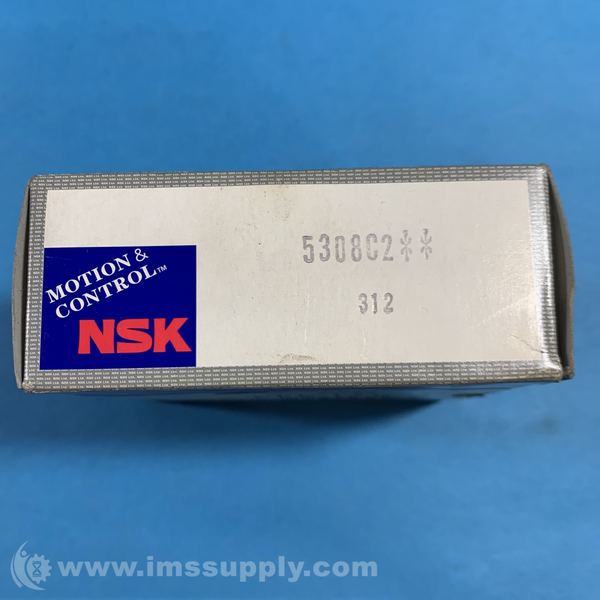 MOTION &
CONTROL™
NSK
5308C2**
312
www.imssupply.com